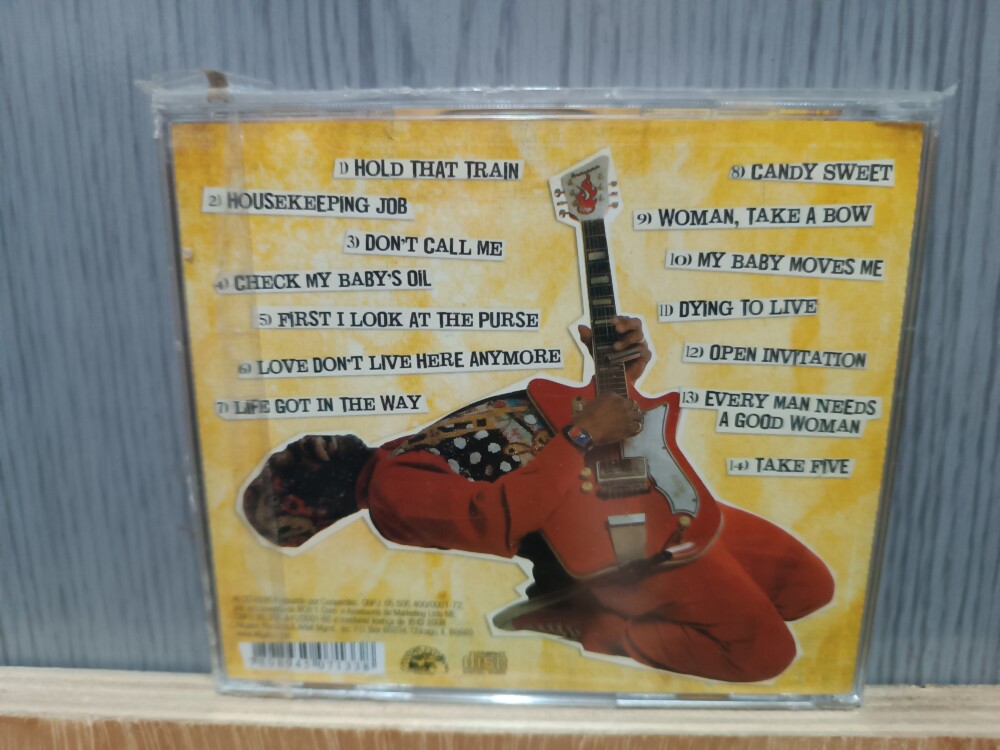 1) HOLD THAT TRAIN
2) HOUSEKEEPING JOB
3) DON'T CALL ME
4) CHECK MY BABY'S OIL
5) FIRST I LOOK AT THE PURSE
6) LOVE DON'T LIVE HERE ANYMORE
7) LIFE GOT IN THE WAY
8) CANDY SWEET
9) WOMAN, TAKE A BOW
10) MY BABY MOVES ME
11) DYING TO LIVE
12) OPEN INVITATION
13) EVERY MAN NEEDS
A GOOD WOMAN
14) TAKE FIVE
Chicago, IL